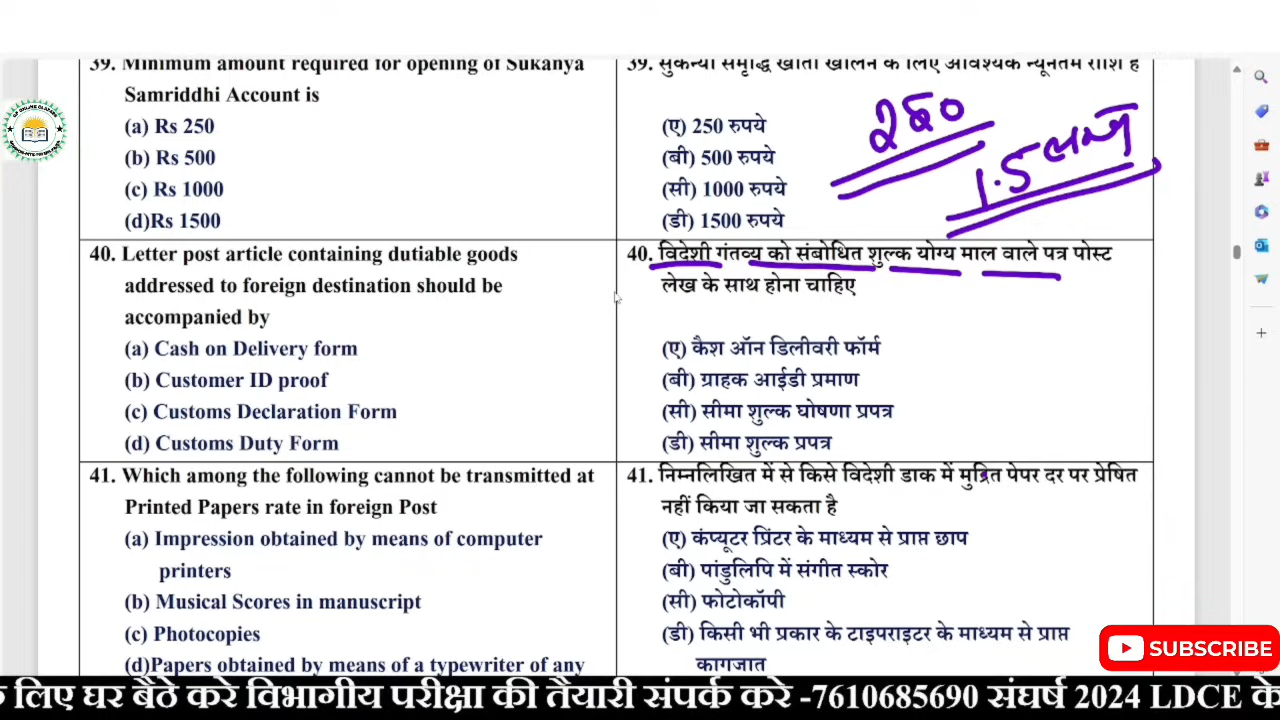 39. Minimum amount required for opening of Sukanya
Samriddhi Account is
(a) Rs 250
(b) Rs 500
(c) Rs 1000
(d)Rs 1500
39. सुकन्या समृद्धि खाता खोलने के लिए आवश्यक न्यूनतम राशि है
(ए) 250 रुपये
(बी) 500 रुपये
(सी) 1000 रुपये
(डी) 1500 रुपये
250
1.5 लाख
40. Letter post article containing dutiable goods
addressed to foreign destination should be
accompanied by
(a) Cash on Delivery form
(b) Customer ID proof
(c) Customs Declaration Form
(d) Customs Duty Form
40. विदेशी गंतव्य को संबोधित शुल्क योग्य माल वाले पत्र पोस्ट
लेख के साथ होना चाहिए
(ए) कैश ऑन डिलीवरी फॉर्म
(बी) ग्राहक आईडी प्रमाण
(सी) सीमा शुल्क घोषणा प्रपत्र
(डी) सीमा शुल्क प्रपत्र
41. Which among the following cannot be transmitted at
Printed Papers rate in foreign Post
(a) Impression obtained by means of computer
printers
(b) Musical Scores in manuscript
(c) Photocopies
(d)Papers obtained by means of a typewriter of any
41. निम्नलिखित में से किसे विदेशी डाक में मुद्रित पेपर दर पर प्रेषित
नहीं किया जा सकता है
(ए) कंप्यूटर प्रिंटर के माध्यम से प्राप्त छाप
(बी) पांडुलिपि में संगीत स्कोर
(सी) फोटोकॉपी
(डी) किसी भी प्रकार के टाइपराइटर के माध्यम से प्राप्त
कागजात
SUBSCRIBE
के लिए घर बैठे करे विभागीय परीक्षा की तैयारी संपर्क करे -7610685690 संघर्ष 2024 LDCE के